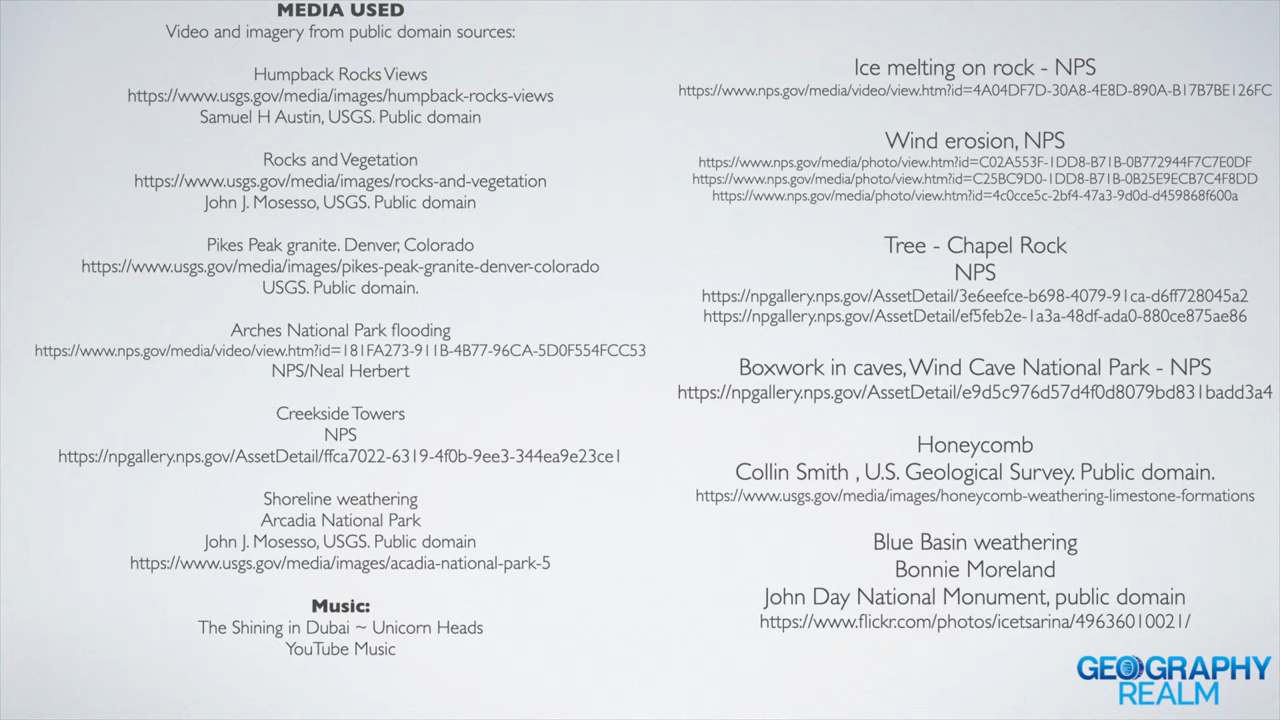 MEDIA USED
Video and imagery from public domain sources:
Humpback Rocks Views
https://www.usgs.gov/media/images/humpback-rocks-views
Samuel H Austin, USGS. Public domain
Rocks and Vegetation
https://www.usgs.gov/media/images/rocks-and-vegetation
John J. Mosesso, USGS. Public domain
Pikes Peak granite. Denver, Colorado
https://www.usgs.gov/media/images/pikes-peak-granite-denver-colorado
USGS. Public domain.
Arches National Park flooding
https://www.nps.gov/media/video/view.htm?id=181FA273-911B-4B77-96CA-5D0F554FCC53
NPS/Neal Herbert
Creekside Towers
NPS
https://npgallery.nps.gov/AssetDetail/ffca7022-6319-4f0b-9ee3-344ea9e23ce1
Shoreline weathering
Arcadia National Park
John J. Mosesso, USGS. Public domain
https://www.usgs.gov/media/images/acadia-national-park-5
Music:
The Shining in Dubai ~ Unicorn Heads
YouTube Music
Ice melting on rock - NPS
https://www.nps.gov/media/video/view.htm?id=4A04DF7D-30A8-4E8D-890A-B17B7BE126FC
Wind erosion, NPS
https://www.nps.gov/media/photo/view.htm?id=C02A553F-1DD8-B71B-0B772944F7C7E0DF
https://www.nps.gov/media/photo/view.htm?id=C25BC9D0-1DD8-B71B-0B25E9ECB7C4F8DD
https://www.nps.gov/media/photo/view.htm?id=4c0cce5c-2bf4-47a3-9d0d-d459868f600a
Tree - Chapel Rock
NPS
https://npgallery.nps.gov/AssetDetail/3e6eefce-b698-4079-91ca-d6ff728045a2
https://npgallery.nps.gov/AssetDetail/ef5feb2e-1a3a-48df-ada0-880ce875ae86
Boxwork in caves, Wind Cave National Park - NPS
https://npgallery.nps.gov/AssetDetail/e9d5c976d57d4f0d8079bd831badd3a4
Honeycomb
Collin Smith , U.S. Geological Survey. Public domain.
https://www.usgs.gov/media/images/honeycomb-weathering-limestone-formations
Blue Basin weathering
Bonnie Moreland
John Day National Monument, public domain
https://www.flickr.com/photos/icetsarina/49636010021/
GEOGRAPHY
REALM